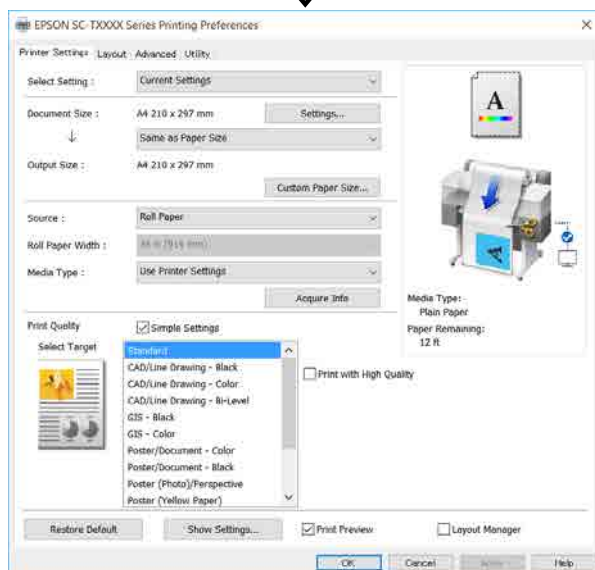 EPSON SC-TXXXX Series Printing Preferences
Printer Settings Layout Advanced Utility
Select Setting : Current Settings
Document Size : A4 210 x 297 mm Settings...
Same as Paper Size
Output Size : A4 210 x 297 mm
Custom Paper Size...
Source : Roll Paper
Roll Paper Width :
Media Type : Use Printer Settings
Acquire Info
A
Media Type:
Plain Paper
Paper Remaining:
12 ft
Print Quality Simple Settings
Select Target
Standard
CAD/Line Drawing - Black
CAD/Line Drawing - Color
CAD/Line Drawing - Bi-Level
GIS - Black
GIS - Color
Poster/Document - Color
Poster/Document - Black
Poster (Photo)/Perspective
Poster (Yellow Paper)
Print with High Quality
Restore Default Show Settings... Print Preview Layout Manager
OK Cancel Help